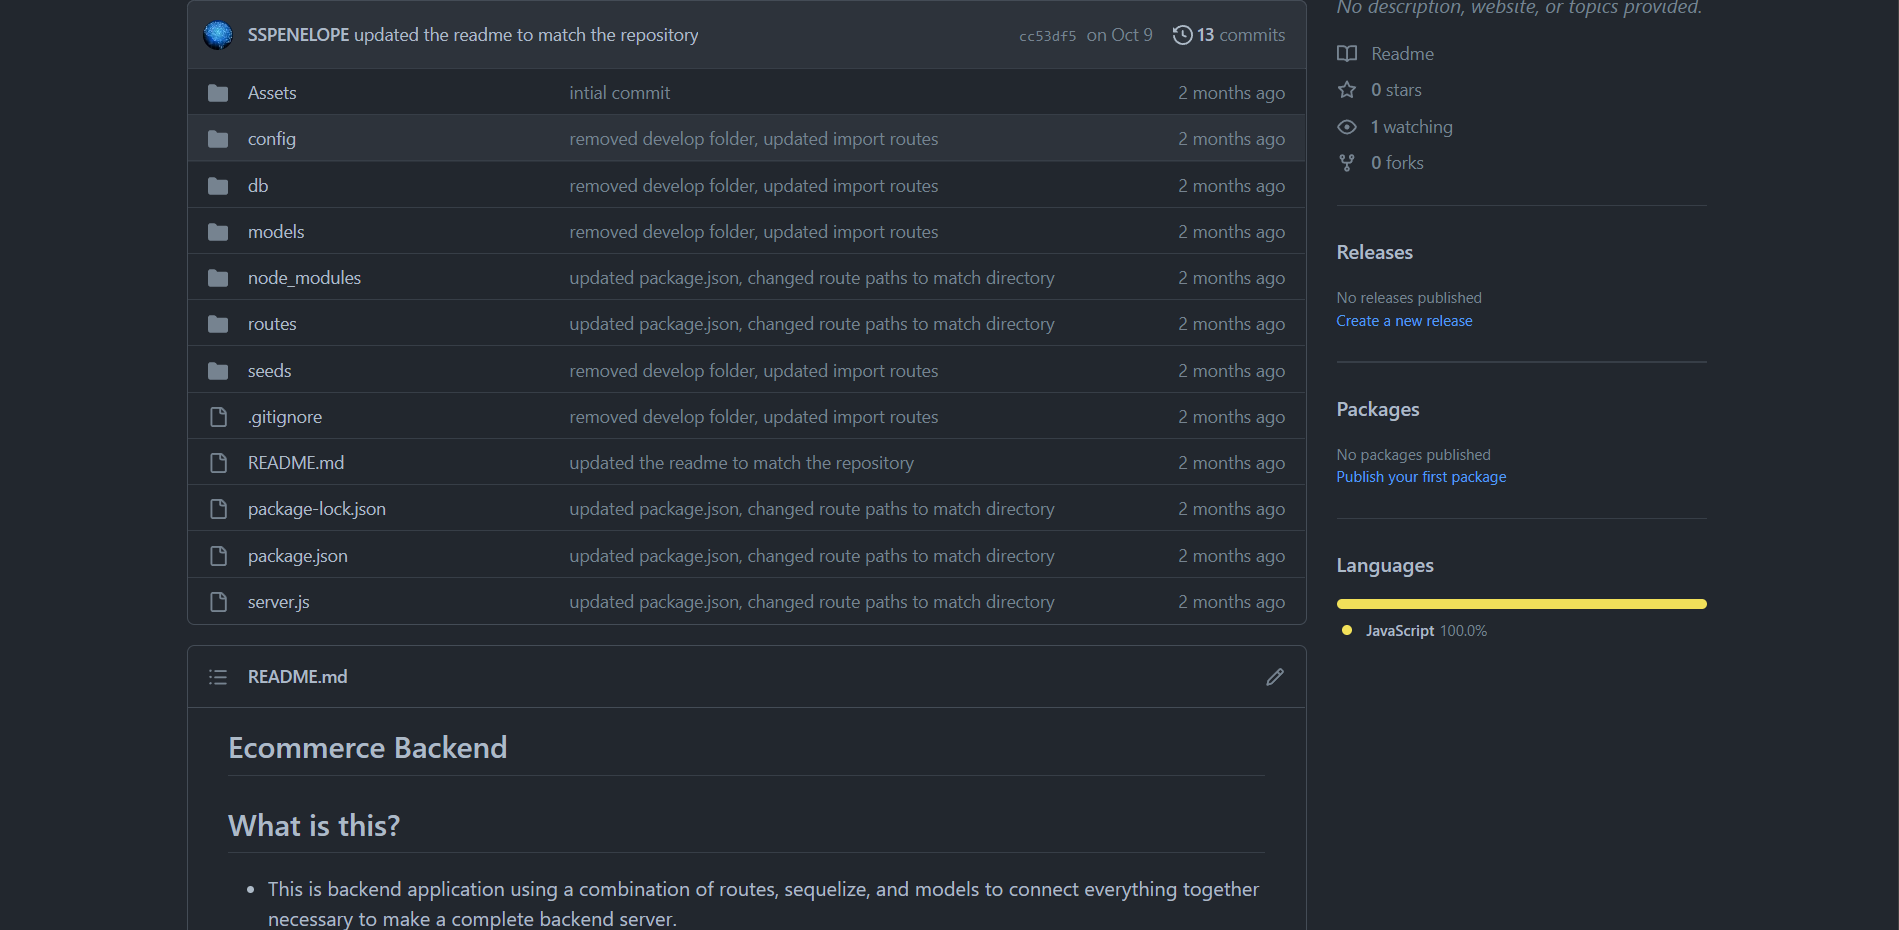 No description, website, or topics provided.
SSPENELOPE updated the readme to match the repository cc53df5 on Oct 9 13 commits
Assets intial commit 2 months ago
config removed develop folder, updated import routes 2 months ago
db removed develop folder, updated import routes 2 months ago
models removed develop folder, updated import routes 2 months ago
node_modules updated package.json, changed route paths to match directory 2 months ago
routes updated package.json, changed route paths to match directory 2 months ago
seeds removed develop folder, updated import routes 2 months ago
.gitignore removed develop folder, updated import routes 2 months ago
README.md updated the readme to match the repository 2 months ago
package-lock.json updated package.json, changed route paths to match directory 2 months ago
package.json updated package.json, changed route paths to match directory 2 months ago
server.js updated package.json, changed route paths to match directory 2 months ago
README.md
Ecommerce Backend
What is this?
• This is backend application using a combination of routes, sequelize, and models to connect everything together
necessary to make a complete backend server.
Readme
0 stars
1 watching
0 forks
Releases
No releases published
Create a new release
Packages
No packages published
Publish your first package
Languages
JavaScript 100.0%